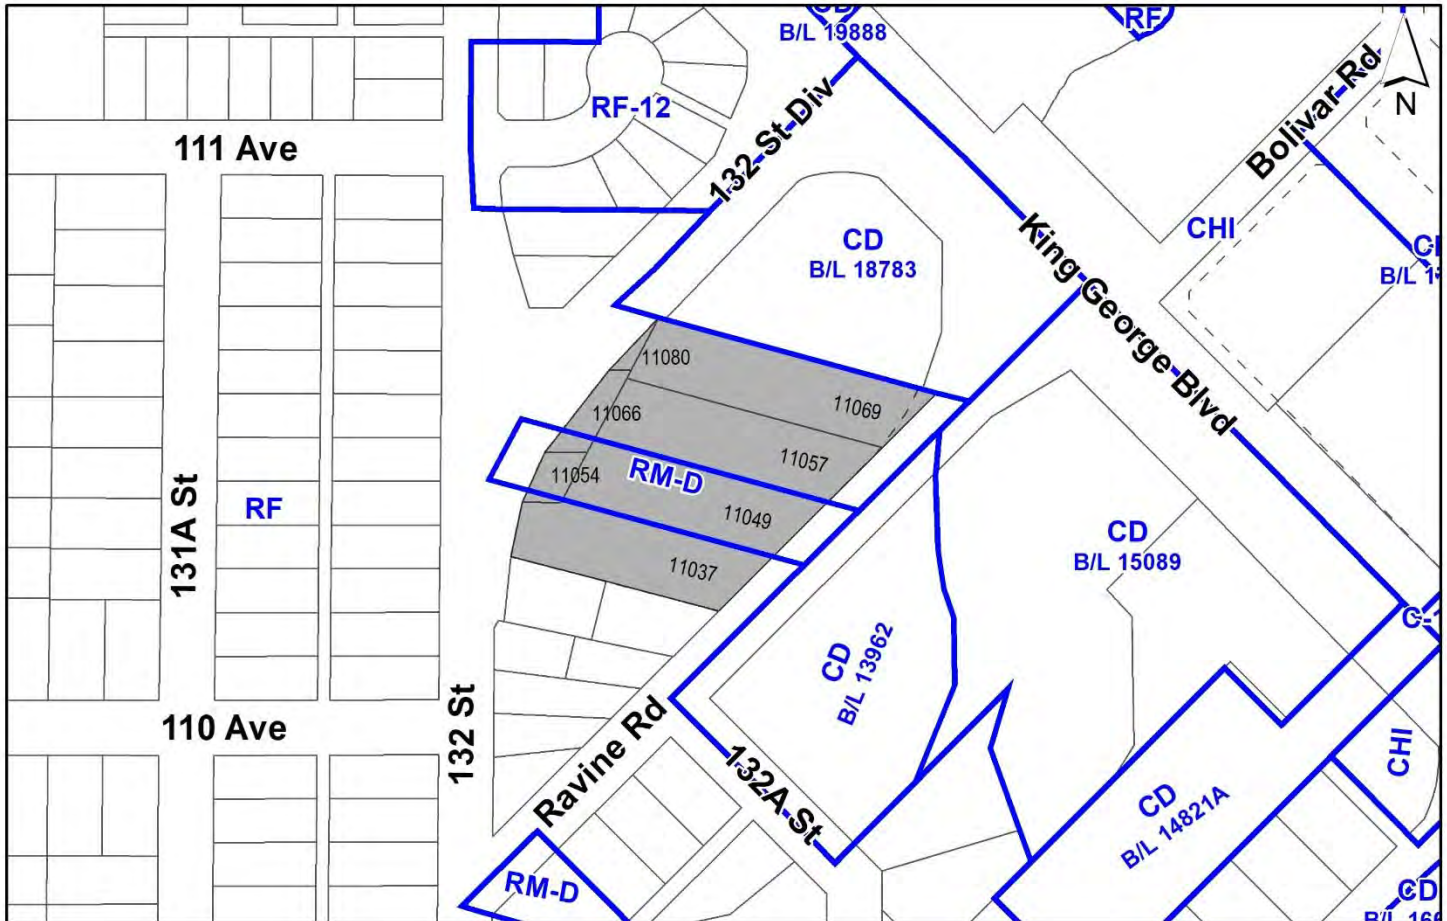 CD
B/L 19888
RF
Bolivar Rd
N
RF-12
111 Ave
132 St Div
CHI
King George Blvd
CD
B/L 18783
B/L 1
11080
11069
11066
11057
RM-D
11054
11049
11037
131A St
RF
CD
B/L 15089
C-
CD
B/L 13962
110 Ave
132 St
Ravine Rd
132A St
CHI
CD
B/L 14821A
RM-D
CD